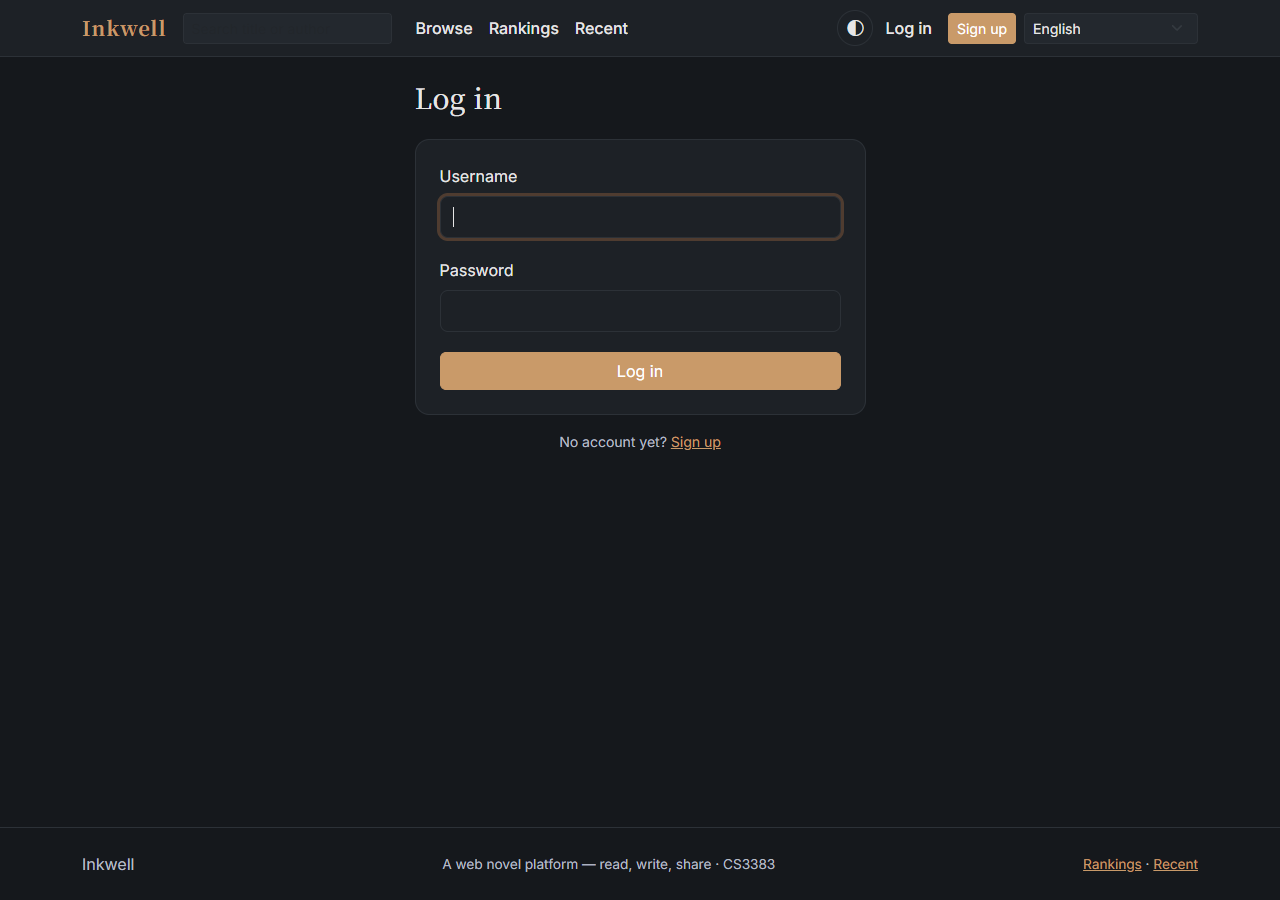 Inkwell Browse Rankings Recent Log in Sign up English
Log in
Username
Password
Log in
No account yet? Sign up
Inkwell A web novel platform — read, write, share · CS3383 Rankings · Recent